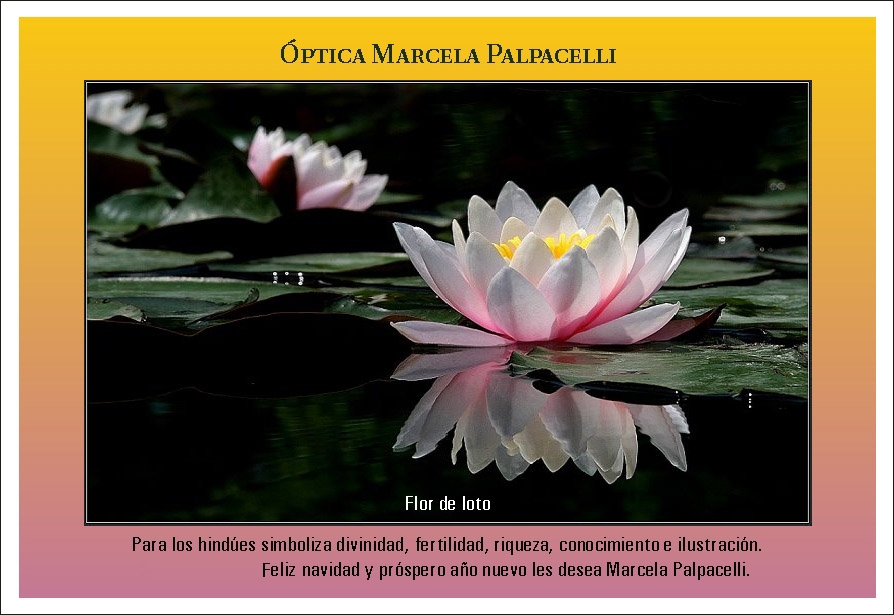 Óptica Marcela Palpacelli
Flor de loto
Para los hindúes simboliza divinidad, fertilidad, riqueza, conocimiento e ilustración.
Feliz navidad y próspero año nuevo les desea Marcela Palpacelli.